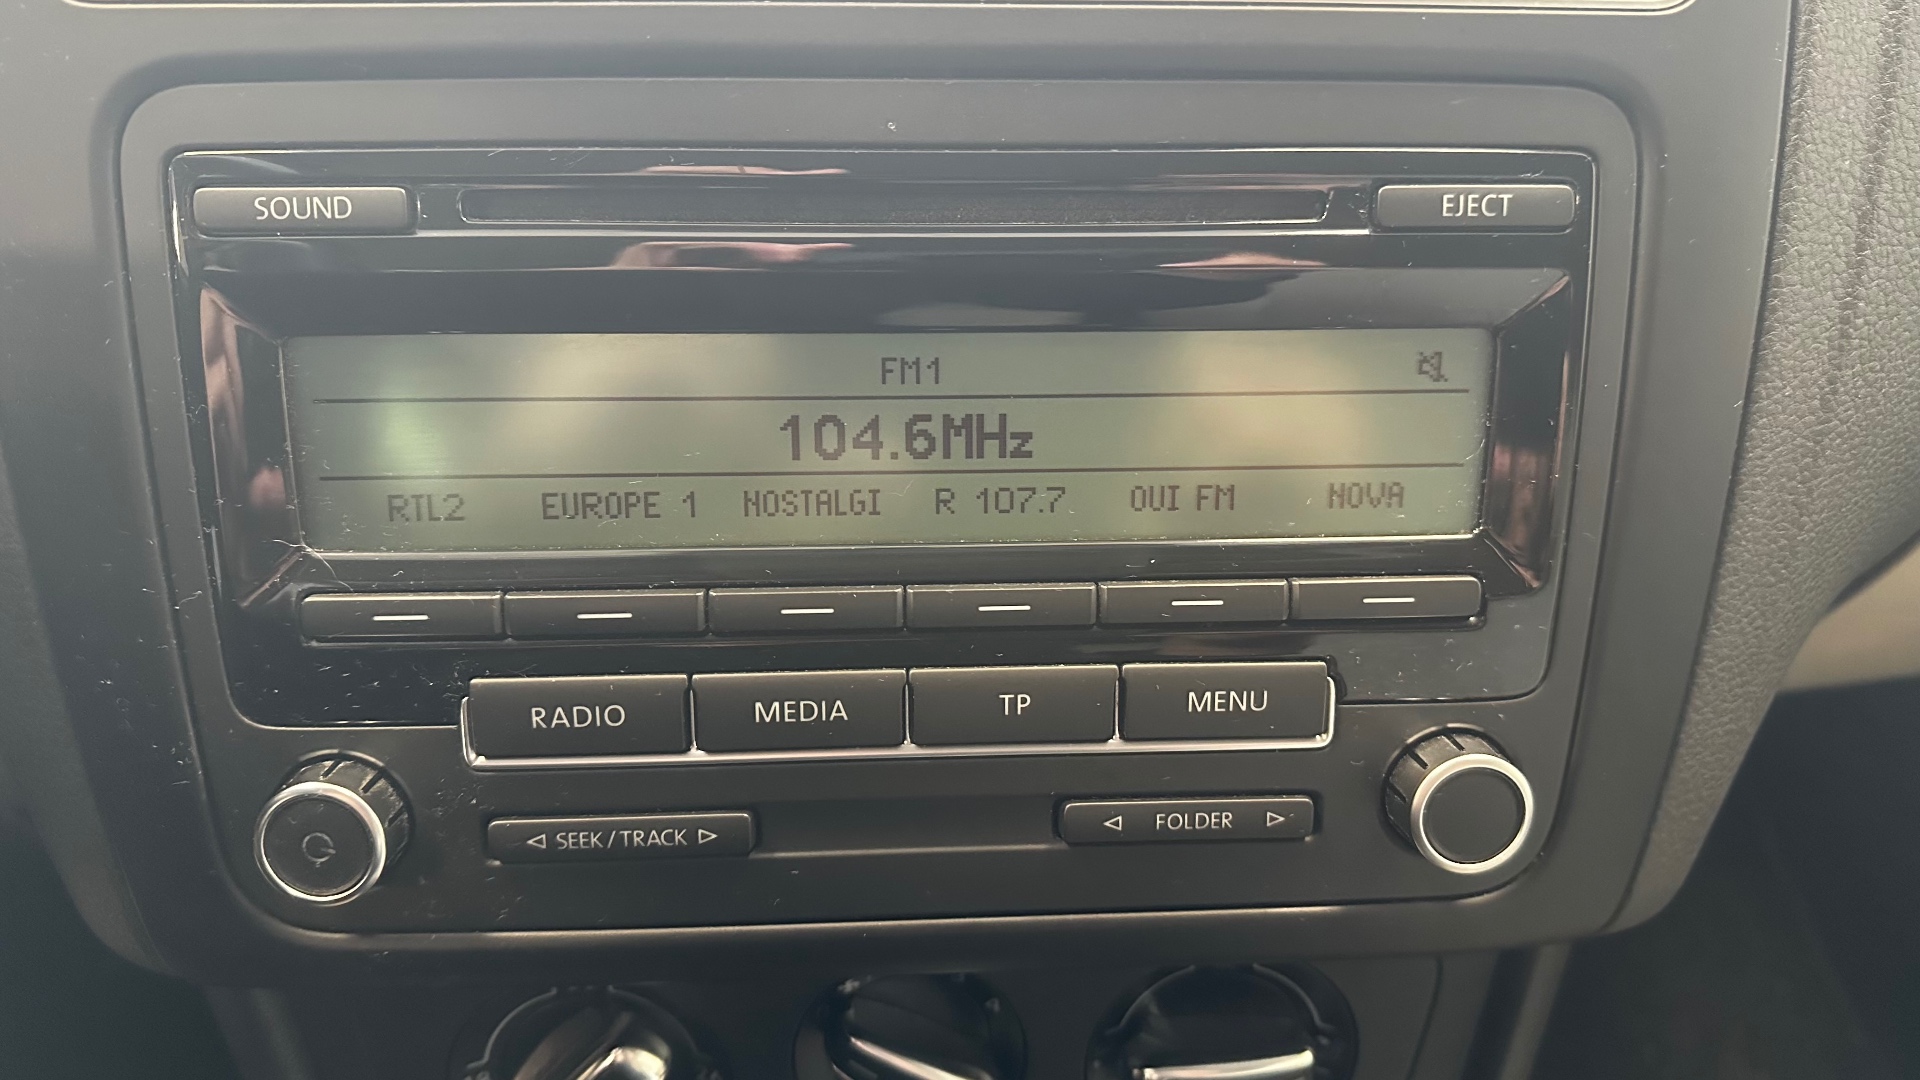 SOUND EJECT
FM1
104.6MHz
RTL2 EUROPE 1 NOSTALGI R 107.7 OUI FM NOVA
RADIO MEDIA TP MENU
SEEK/TRACK FOLDER